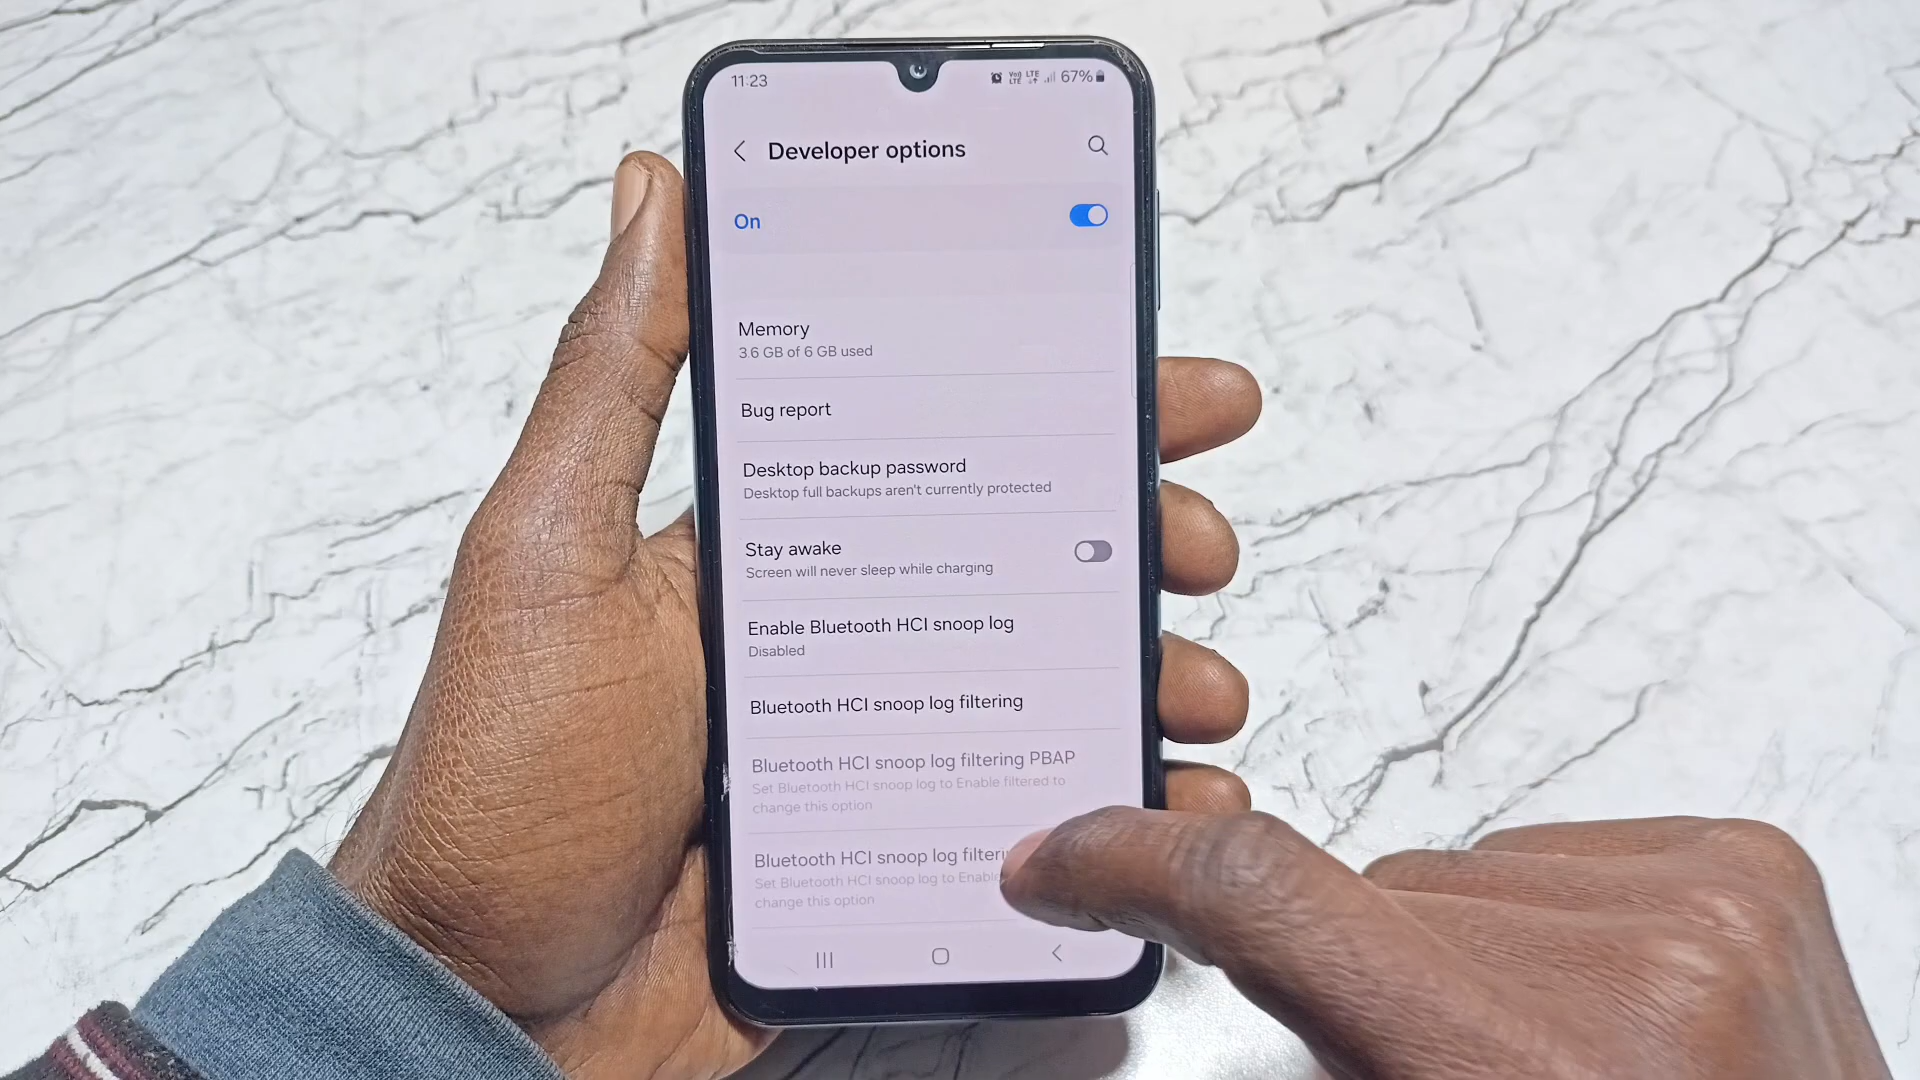 11:23
Voo LTE
LTE
67%
Developer options
On
Memory
3.6 GB of 6 GB used
Bug report
Desktop backup password
Desktop full backups aren't currently protected
Stay awake
Screen will never sleep while charging
Enable Bluetooth HCI snoop log
Disabled
Bluetooth HCI snoop log filtering
Bluetooth HCI snoop log filtering PBAP
Set Bluetooth HCI snoop log to Enable filtered to
change this option
Bluetooth HCI snoop log
Set Bluetooth HCI snoop log to
change this option